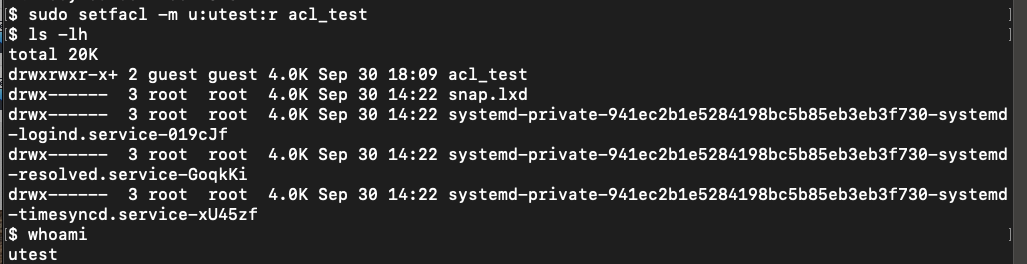 [$ sudo setfacl -m u:utest:r acl_test ]
[$ ls -lh ]
total 20K
drwxrwxr-x+ 2 guest guest 4.0K Sep 30 18:09 acl_test
drwx------ 3 root root 4.0K Sep 30 14:22 snap.lxd
drwx------ 3 root root 4.0K Sep 30 14:22 systemd-private-941ec2b1e5284198bc5b85eb3eb3f730-systemd
-logind.service-019cJf
drwx------ 3 root root 4.0K Sep 30 14:22 systemd-private-941ec2b1e5284198bc5b85eb3eb3f730-systemd
-resolved.service-GoqkKi
drwx------ 3 root root 4.0K Sep 30 14:22 systemd-private-941ec2b1e5284198bc5b85eb3eb3f730-systemd
-timesyncd.service-xU45zf
[$ whoami ]
utest